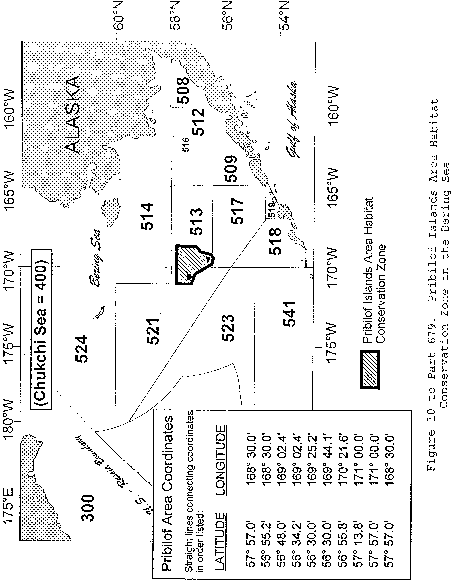 Figure 10 to Part 679. Pribilof Islands Area Habitat
Conservation Zone in the Bering Sea
175°E
180°W
175°W
170°W
165°W
160°W
(Chukchi Sea = 400)
ALASKA
Bering Sea
Gulf of Alaska
60°N
58°N
56°N
54°N
300
524
514
521
513
516
508
512
509
517
523
519
518
541
175°W
170°W
165°W
160°W
Pribilof Islands Area Habitat
Conservation Zone
Pribilof Area Coordinates
Straight lines connecting coordinates
in order listed:
LATITUDE LONGITUDE
57° 57.0' 168° 30.0'
56° 55.2' 168° 30.0'
56° 48.0' 169° 02.4'
56° 34.2' 169° 02.4'
56° 30.0' 169° 25.2'
56° 30.0' 169° 44.1'
56° 55.8' 170° 21.6'
57° 13.8' 171° 00.0'
57° 57.0' 171° 00.0'
57° 57.0' 168° 30.0'